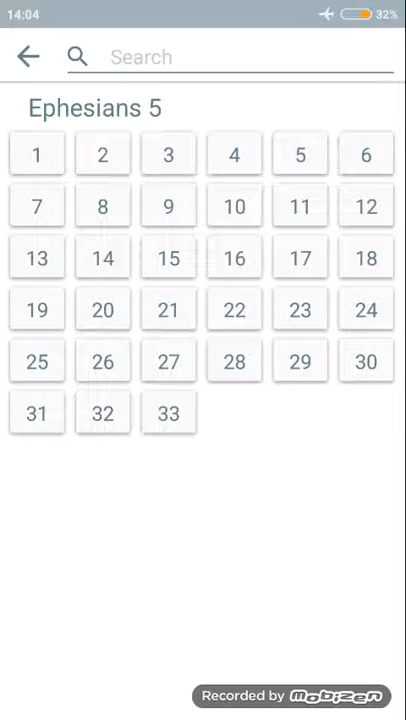 14:04 32%
Search
Ephesians 5
1 2 3 4 5 6
7 8 9 10 11 12
13 14 15 16 17 18
19 20 21 22 23 24
25 26 27 28 29 30
31 32 33
Recorded by Mobizen